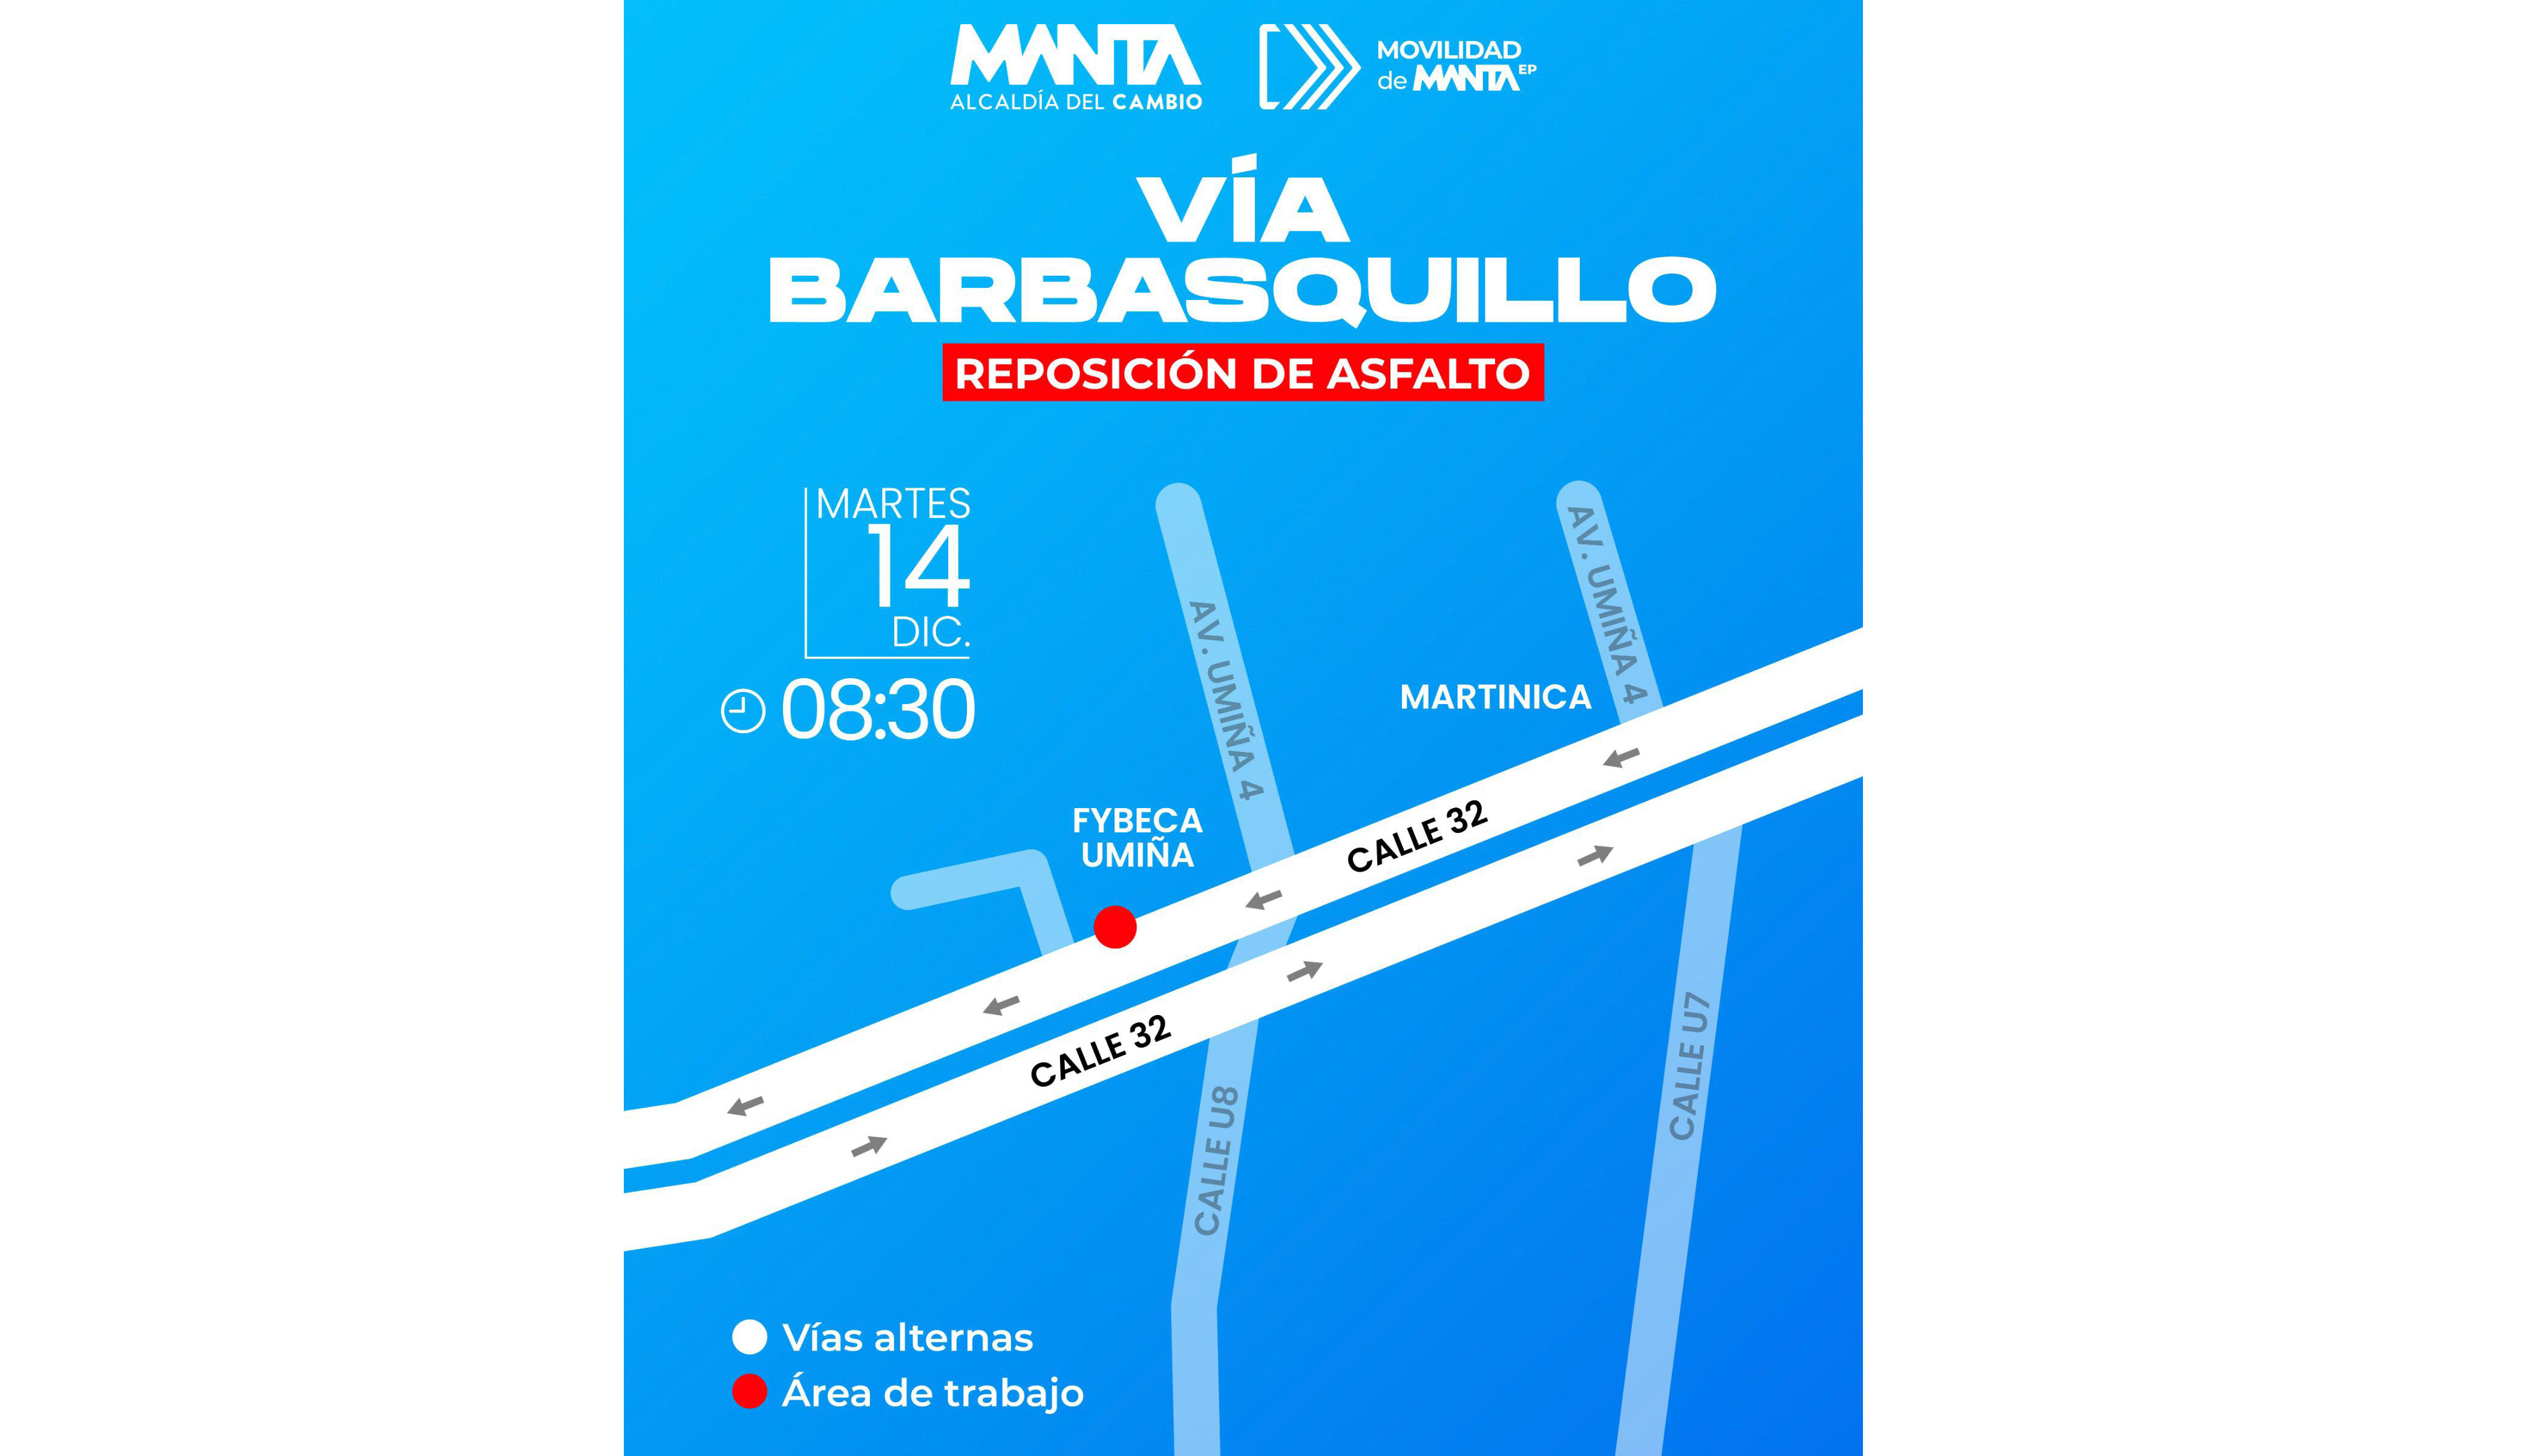 MANTA
ALCALDÍA DEL CAMBIO
MOVILIDAD
de MANTA EP
VÍA
BARBASQUILLO
REPOSICIÓN DE ASFALTO
MARTES
14
DIC.
08:30
AV. UMIÑA 4
AV. UMIÑA 4
MARTINICA
FYBECA
UMIÑA
CALLE 32
CALLE 32
CALLE U8
CALLE U7
Vías alternas
Área de trabajo